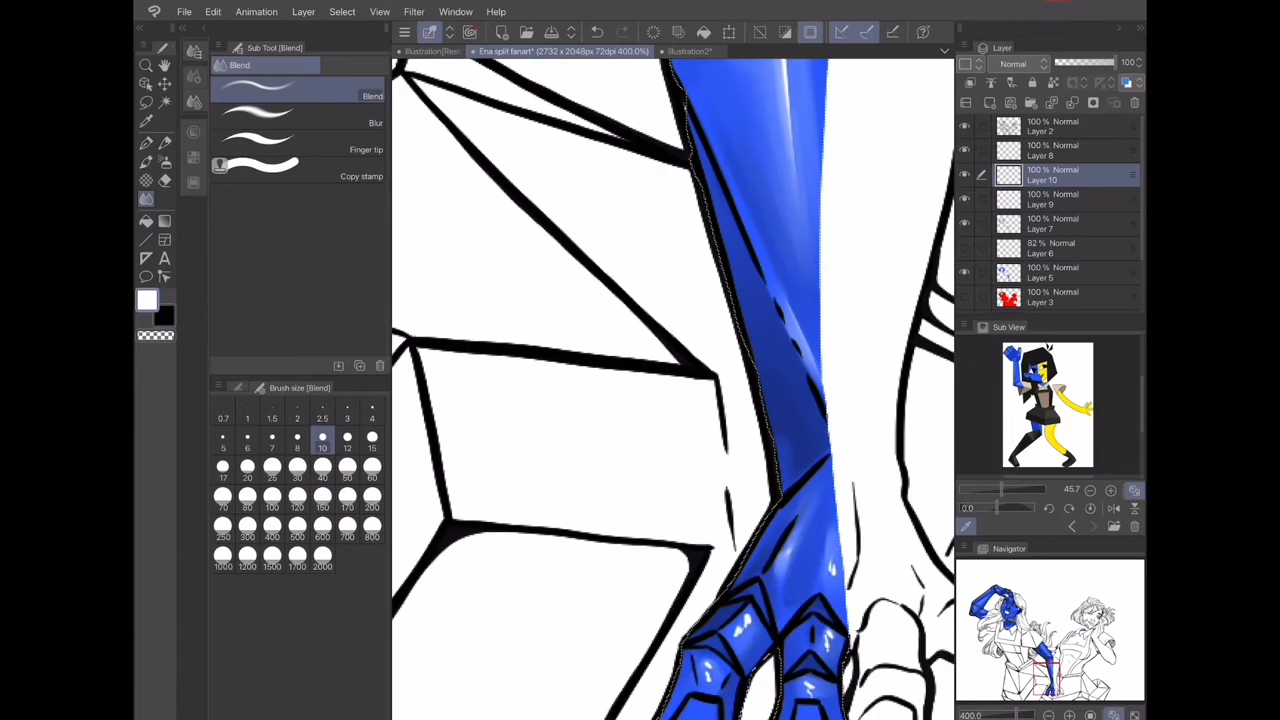 File Edit Animation Layer Select View Filter Window Help
Sub Tool [Blend]
Blend
Blend
Blur
Finger tip
Copy stamp
Brush size [Blend]
0.7 1 1.5 2 2.5 3 4
5 6 7 8 10 12 15
17 20 25 30 40 50 60
70 80 100 120 150 170 200
250 300 400 500 600 700 800
1000 1200 1500 1700 2000
Illustration[Res
Ena split fanart* (2732 x 2048px 72dpi 400.0%)
Illustration2*
Layer
Normal 100
100 % Normal
Layer 2
100 % Normal
Layer 8
100 % Normal
Layer 10
100 % Normal
Layer 9
100 % Normal
Layer 7
82 % Normal
Layer 6
100 % Normal
Layer 5
100 % Normal
Layer 3
Sub View
45.7
0.0
Navigator
400.0